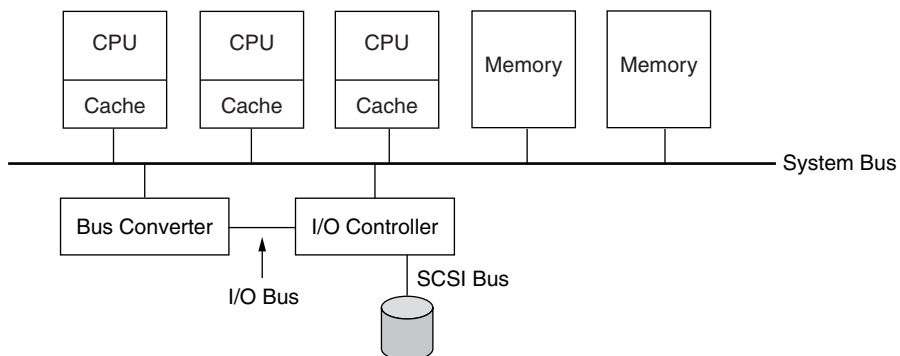 CPU
CPU
CPU
Memory
Memory
Cache
Cache
Cache
System Bus
Bus Converter
I/O Controller
SCSI Bus
I/O Bus